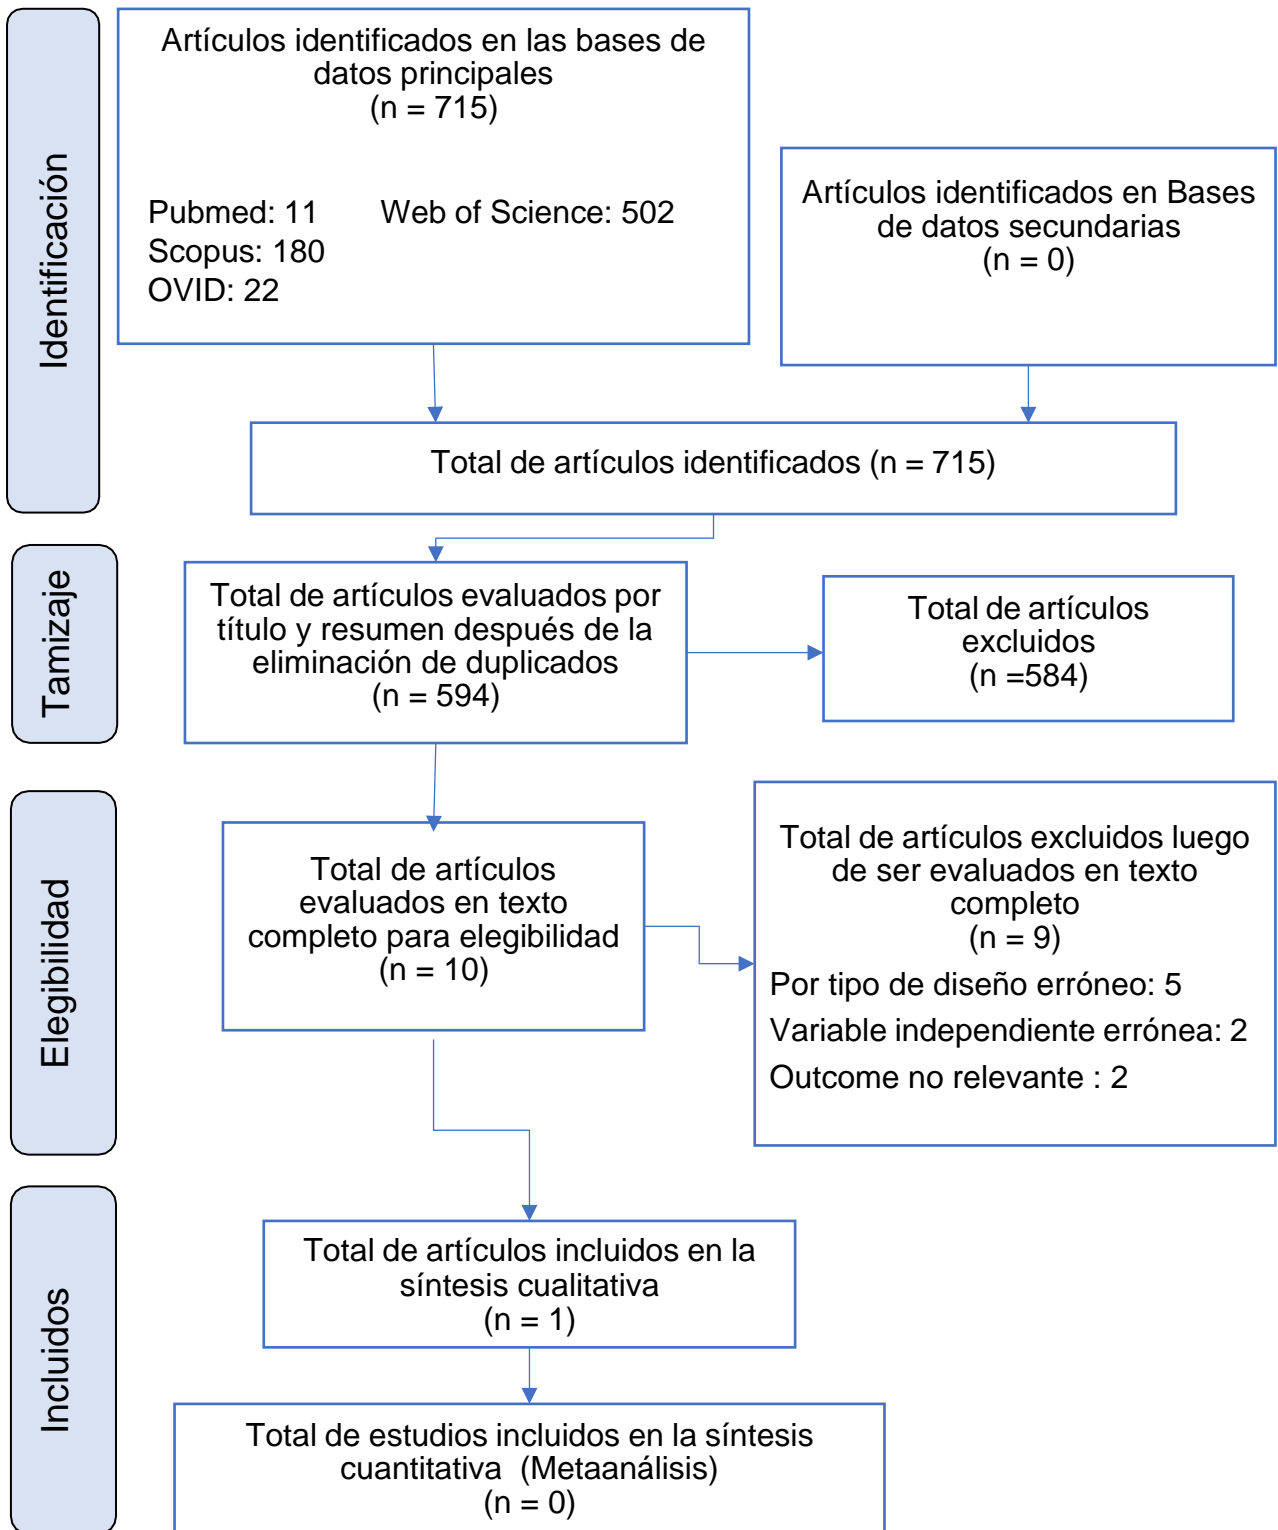 Identificación
Artículos identificados en las bases de
datos principales
(n = 715)
Pubmed: 11 Web of Science: 502
Scopus: 180
OVID: 22
Artículos identificados en Bases
de datos secundarias
(n = 0)
Total de artículos identificados (n = 715)
Tamizaje
Total de artículos evaluados por
título y resumen después de la
eliminación de duplicados
(n = 594)
Total de artículos
excluidos
(n =584)
Elegibilidad
Total de artículos
evaluados en texto
completo para elegibilidad
(n = 10)
Total de artículos excluidos luego
de ser evaluados en texto
completo
(n = 9)
Por tipo de diseño erróneo: 5
Variable independiente errónea: 2
Outcome no relevante : 2
Incluidos
Total de artículos incluidos en la
síntesis cualitativa
(n = 1)
Total de estudios incluidos en la síntesis
cuantitativa (Metaanálisis)
(n = 0)